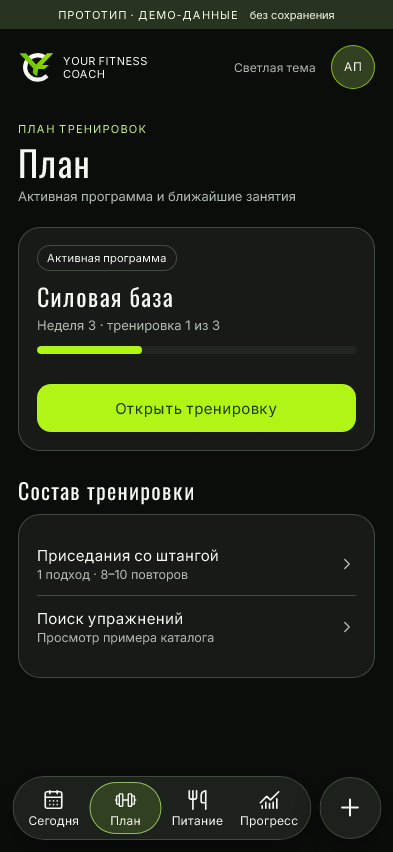 ПРОТОТИП · ДЕМО-ДАННЫЕ без сохранения
YOUR FITNESS
COACH
Светлая тема
АП
ПЛАН ТРЕНИРОВОК
План
Активная программа и ближайшие занятия
Активная программа
Силовая база
Неделя 3 · тренировка 1 из 3
Открыть тренировку
Состав тренировки
Приседания со штангой
1 подход · 8–10 повторов
Поиск упражнений
Просмотр примера каталога
Сегодня План Питание Прогресс